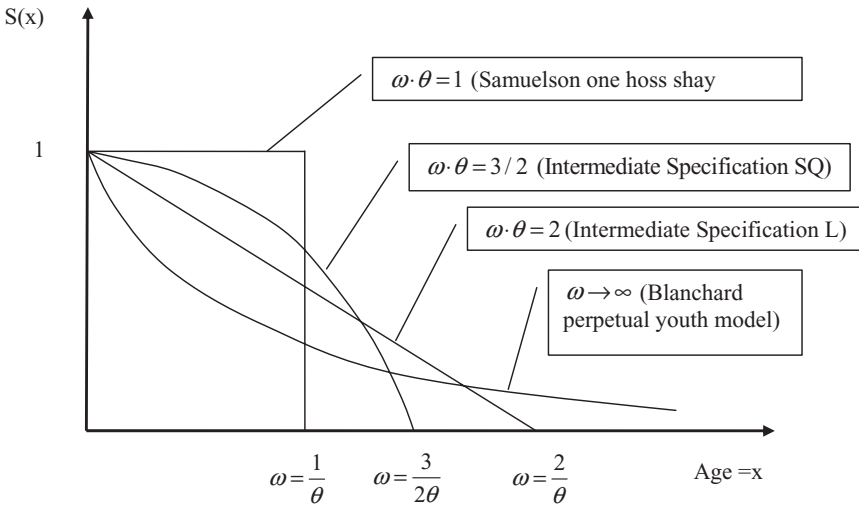 S(x)
ω·θ=1 (Samuelson one hoss shay
1
ω·θ=3/2 (Intermediate Specification SQ)
ω·θ=2 (Intermediate Specification L)
ω→∞ (Blanchard
perpetual youth model)
ω=1/θ ω=3/2θ ω=2/θ Age =x